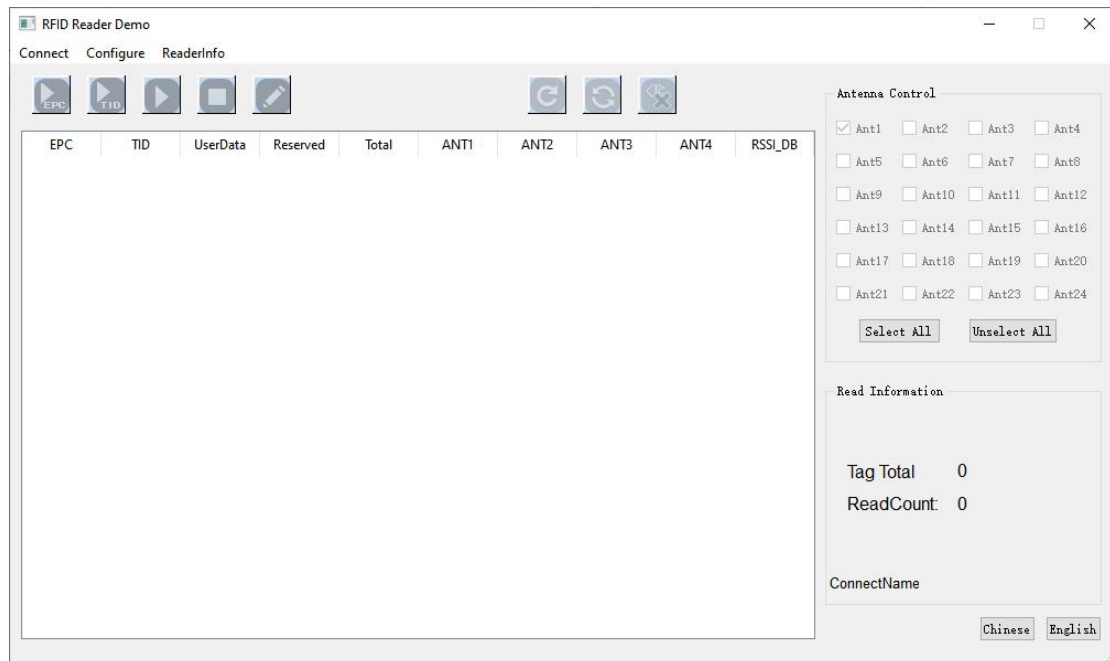 RFID Reader Demo
Connect Configure ReaderInfo
EPC TID
EPC TID UserData Reserved Total ANT1 ANT2 ANT3 ANT4 RSSI_DB
Antenna Control
Ant1 Ant2 Ant3 Ant4
Ant5 Ant6 Ant7 Ant8
Ant9 Ant10 Ant11 Ant12
Ant13 Ant14 Ant15 Ant16
Ant17 Ant18 Ant19 Ant20
Ant21 Ant22 Ant23 Ant24
Select All Unselect All
Read Information
Tag Total 0
ReadCount: 0
ConnectName
Chinese English